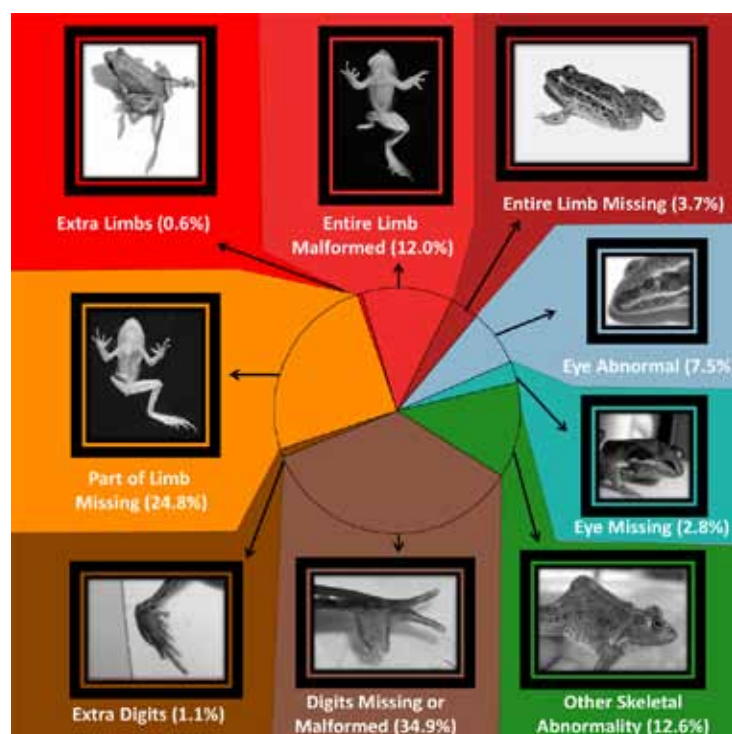 Extra Limbs (0.6%)
Entire Limb
Malformed (12.0%)
Entire Limb Missing (3.7%)
Eye Abnormal (7.5%
Part of Limb
Missing (24.8%)
Eye Missing (2.8%)
Extra Digits (1.1%)
Digits Missing or
Malformed (34.9%)
Other Skeletal
Abnormality (12.6%)